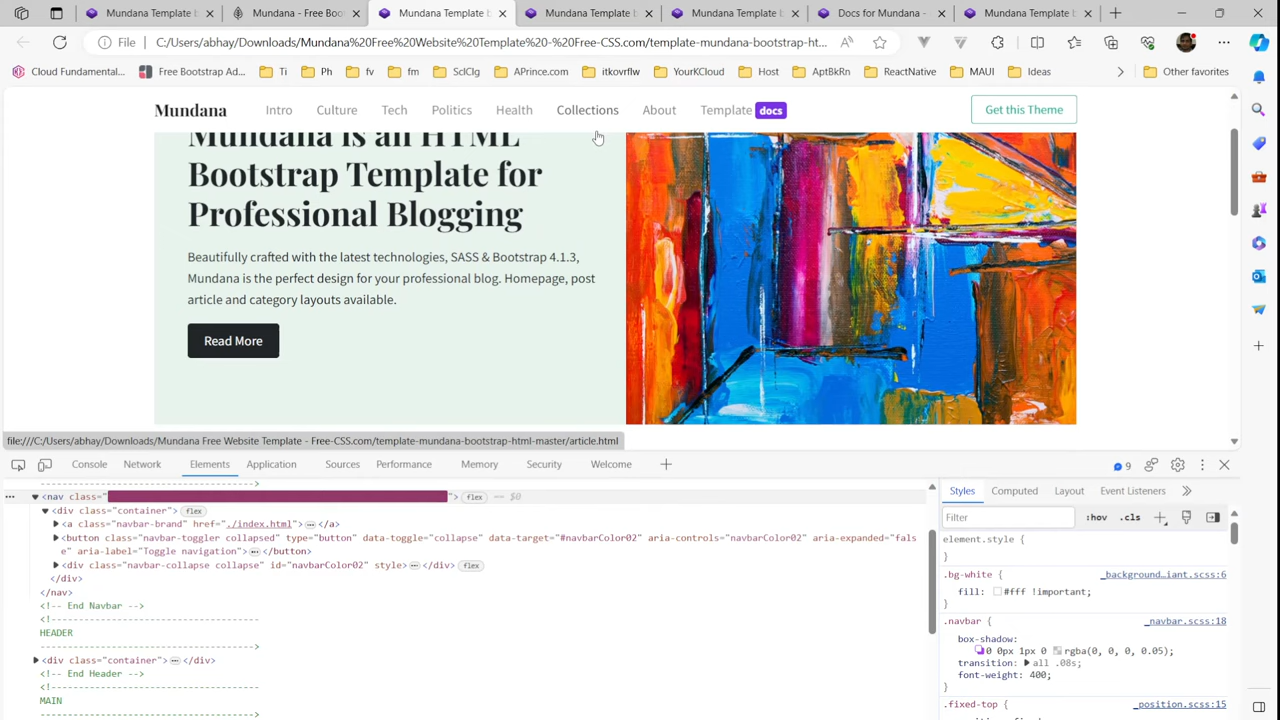 Mundana Template b
Mundana - Free Boo
Mundana Template b
Mundana Template b
Mundana Template b
Docs for Mundana -
Mundana Template b
File
C:/Users/abhay/Downloads/Mundana%20Free%20Website%20Template%20-%20Free-CSS.com/template-mundana-bootstrap-ht...
Cloud Fundamental...
Free Bootstrap Ad...
Ti
Ph
fv
fm
SclClg
APrince.com
itkovrflw
YourKCloud
Host
AptBkRn
ReactNative
MAUI
Ideas
Other favorites
Mundana
Intro
Culture
Tech
Politics
Health
Collections
About
Template docs
Get this Theme
Mundana is an HTML
Bootstrap Template for
Professional Blogging
Beautifully crafted with the latest technologies, SASS & Bootstrap 4.1.3,
Mundana is the perfect design for your professional blog. Homepage, post
article and category layouts available.
Read More
file:///C:/Users/abhay/Downloads/Mundana Free Website Template - Free-CSS.com/template-mundana-bootstrap-html-master/article.html
Console
Network
Elements
Application
Sources
Performance
Memory
Security
Welcome
9
------------------------------------->
<nav class=" "> flex == $0
<div class="container"> flex
<a class="navbar-brand" href="./index.html">…</a>
<button class="navbar-toggler collapsed" type="button" data-toggle="collapse" data-target="#navbarColor02" aria-controls="navbarColor02" aria-expanded="fals
e" aria-label="Toggle navigation">…</button>
<div class="navbar-collapse collapse" id="navbarColor02" style>…</div> flex
</div>
</nav>
<!-- End Navbar -->
<!-------------------------------------
HEADER
------------------------------------->
<div class="container">…</div>
<!-- End Header -->
<!-------------------------------------
MAIN
------------------------------------->
Styles
Computed
Layout
Event Listeners
Filter
:hov
.cls
element.style {
}
.bg-white {
_background…iant.scss:6
fill: #fff !important;
}
.navbar {
_navbar.scss:18
box-shadow:
0 0px 1px 0 rgba(0, 0, 0, 0.05);
transition: all .08s;
font-weight: 400;
}
.fixed-top {
_position.scss:15